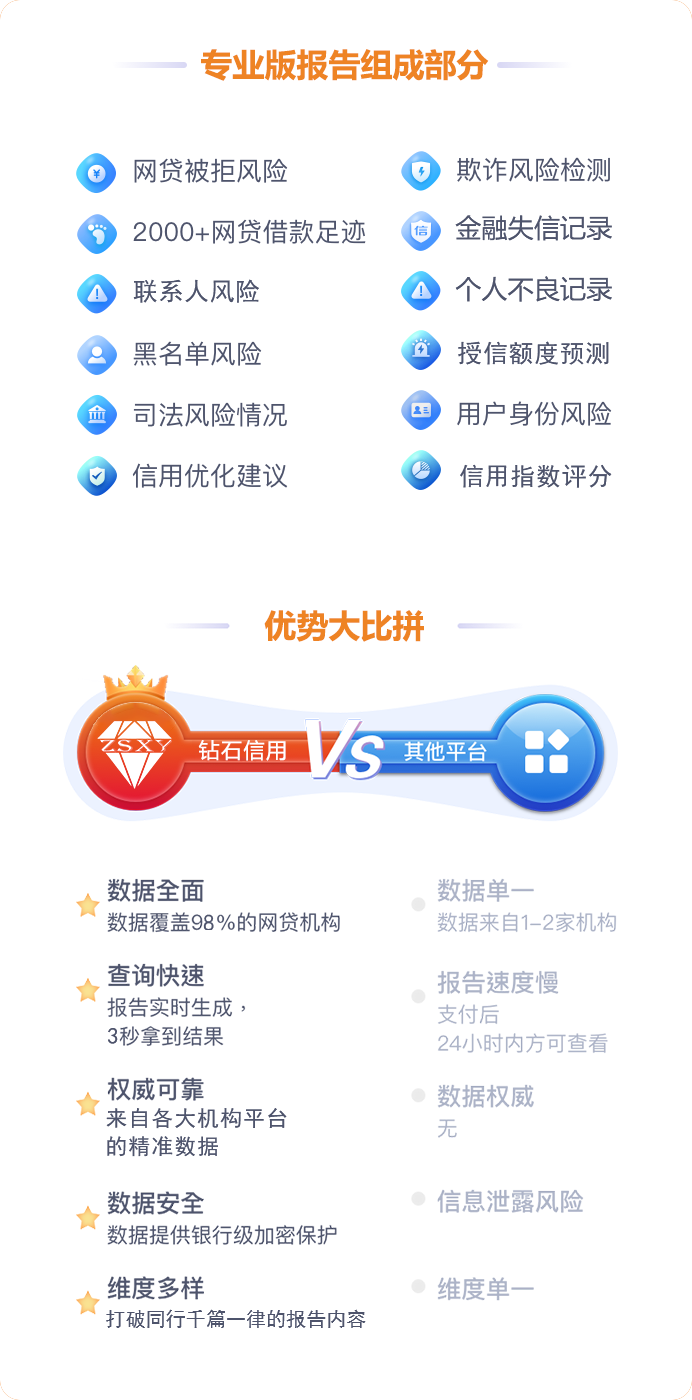 专业版报告组成部分
网贷被拒风险
欺诈风险检测
2000+网贷借款足迹
信
金融失信记录
联系人风险
个人不良记录
黑名单风险
授信额度预测
司法风险情况
用户身份风险
信用优化建议
信用指数评分
优势大比拼
ZSXY
钻石信用
Vs
其他平台
数据全面
数据覆盖98%的网贷机构
数据单一
数据来自1-2家机构
查询快速
报告实时生成，
3秒拿到结果
报告速度慢
支付后
24小时内方可查看
权威可靠
来自各大机构平台
的精准数据
数据权威
无
数据安全
数据提供银行级加密保护
信息泄露风险
维度多样
打破同行千篇一律的报告内容
维度单一